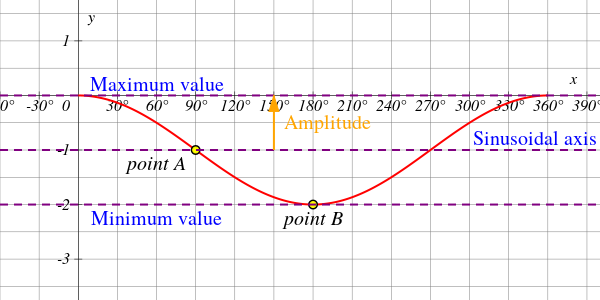 y
1
Maximum value
x
0° -30° 0 30° 60° 90° 120° 150° 180° 210° 240° 270° 300° 330° 360° 390°
Amplitude
Sinusoidal axis
-1
point A
-2
Minimum value
point B
-3